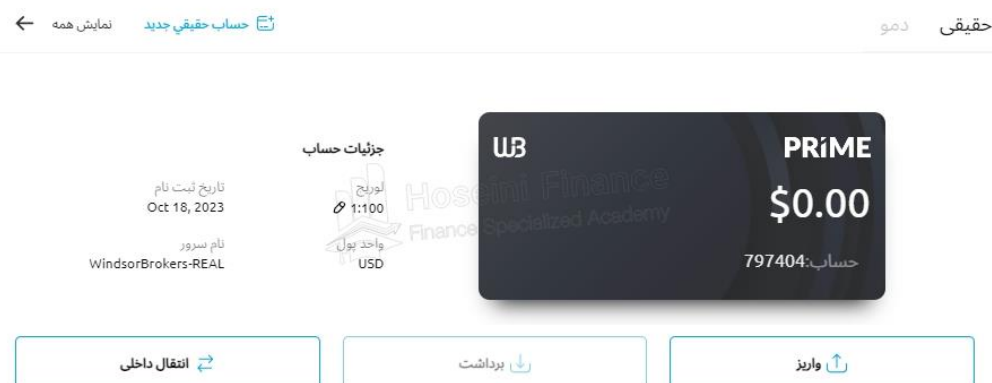 حقیقی دمو
حساب حقیقی جدید نمایش همه
WB PRIME
$0.00
حساب:797404
جزئیات حساب
لوریج تاریخ ثبت نام
1:100 Oct 18, 2023
واحد پول نام سرور
USD WindsorBrokers-REAL
Hoseini Finance
Finance Specialized Academy
واریز
برداشت
انتقال داخلی